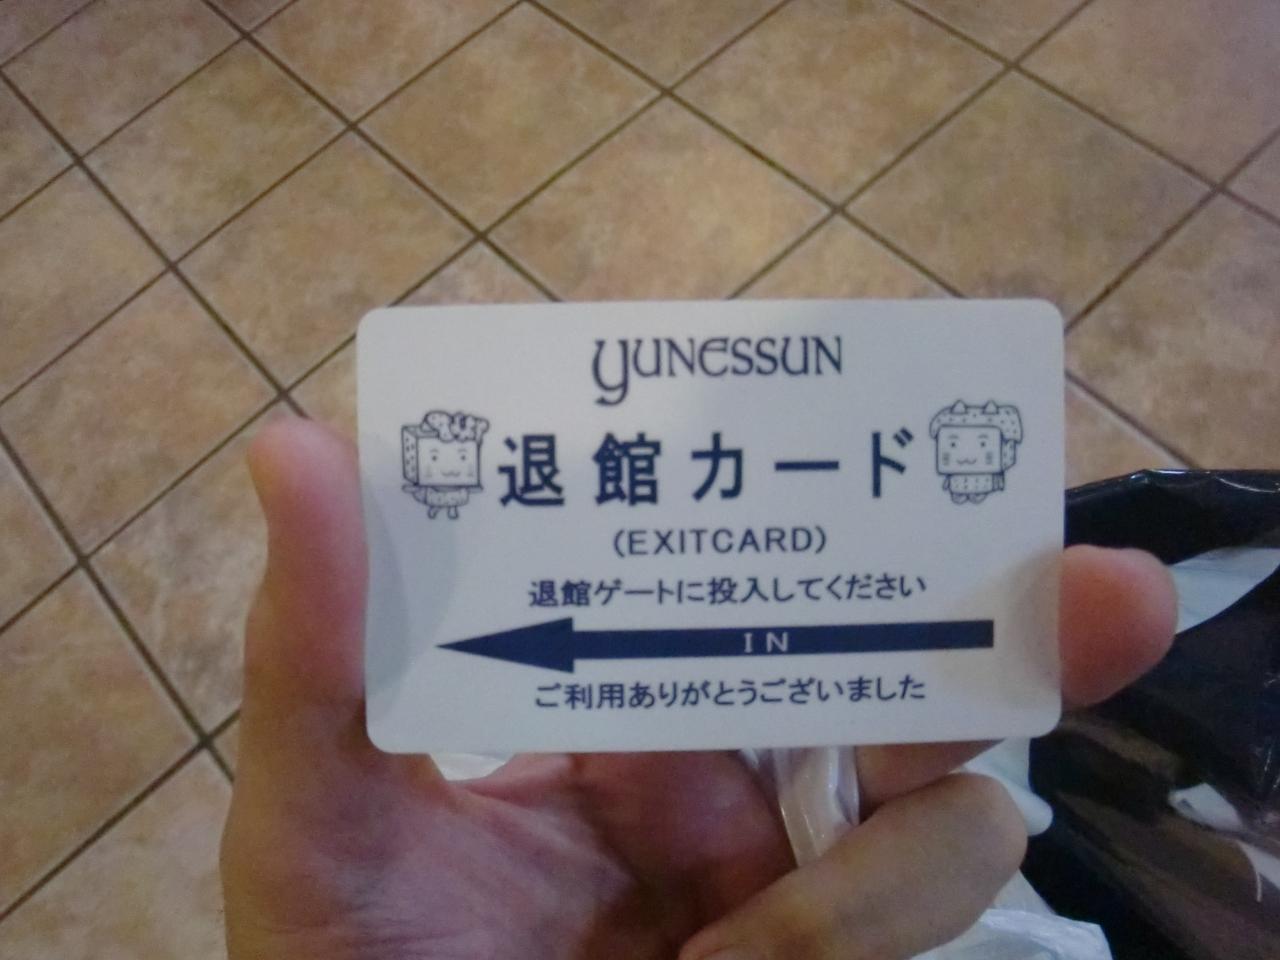 YUNESSUN
退館カード
(EXITCARD)
退館ゲートに投入してください
IN
ご利用ありがとうございました